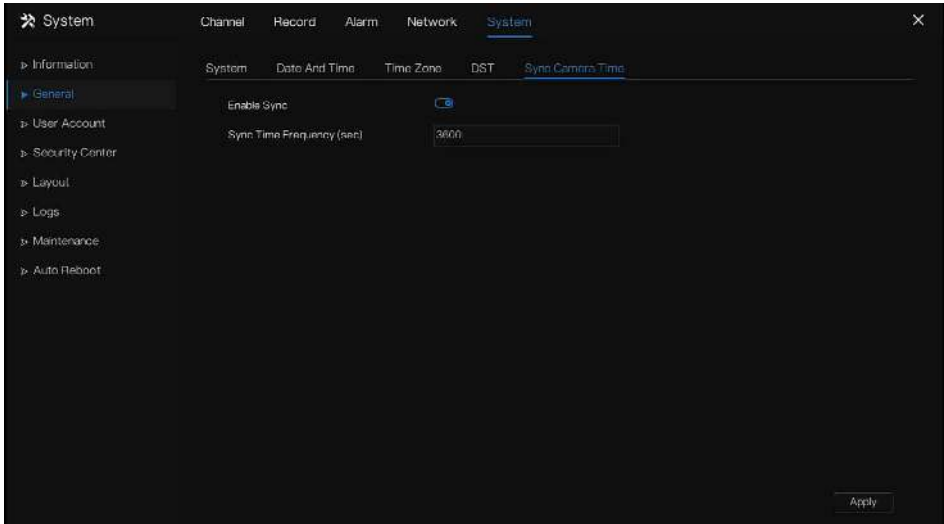 System
Channel Record Alarm Network System
Information
General
User Account
Security Center
Layout
Logs
Maintenance
Auto Reboot
System Date And Time Time Zone DST Sync Camera Time
Enable Sync
Sync Time Frequency (sec) 3600
Apply